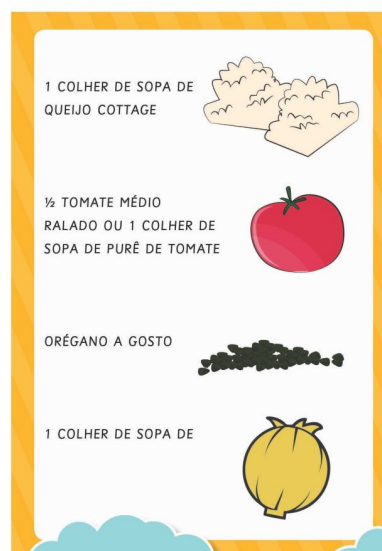 1 COLHER DE SOPA DE
QUEIJO COTTAGE
½ TOMATE MÉDIO
RALADO OU 1 COLHER DE
SOPA DE PURÊ DE TOMATE
ORÉGANO A GOSTO
1 COLHER DE SOPA DE